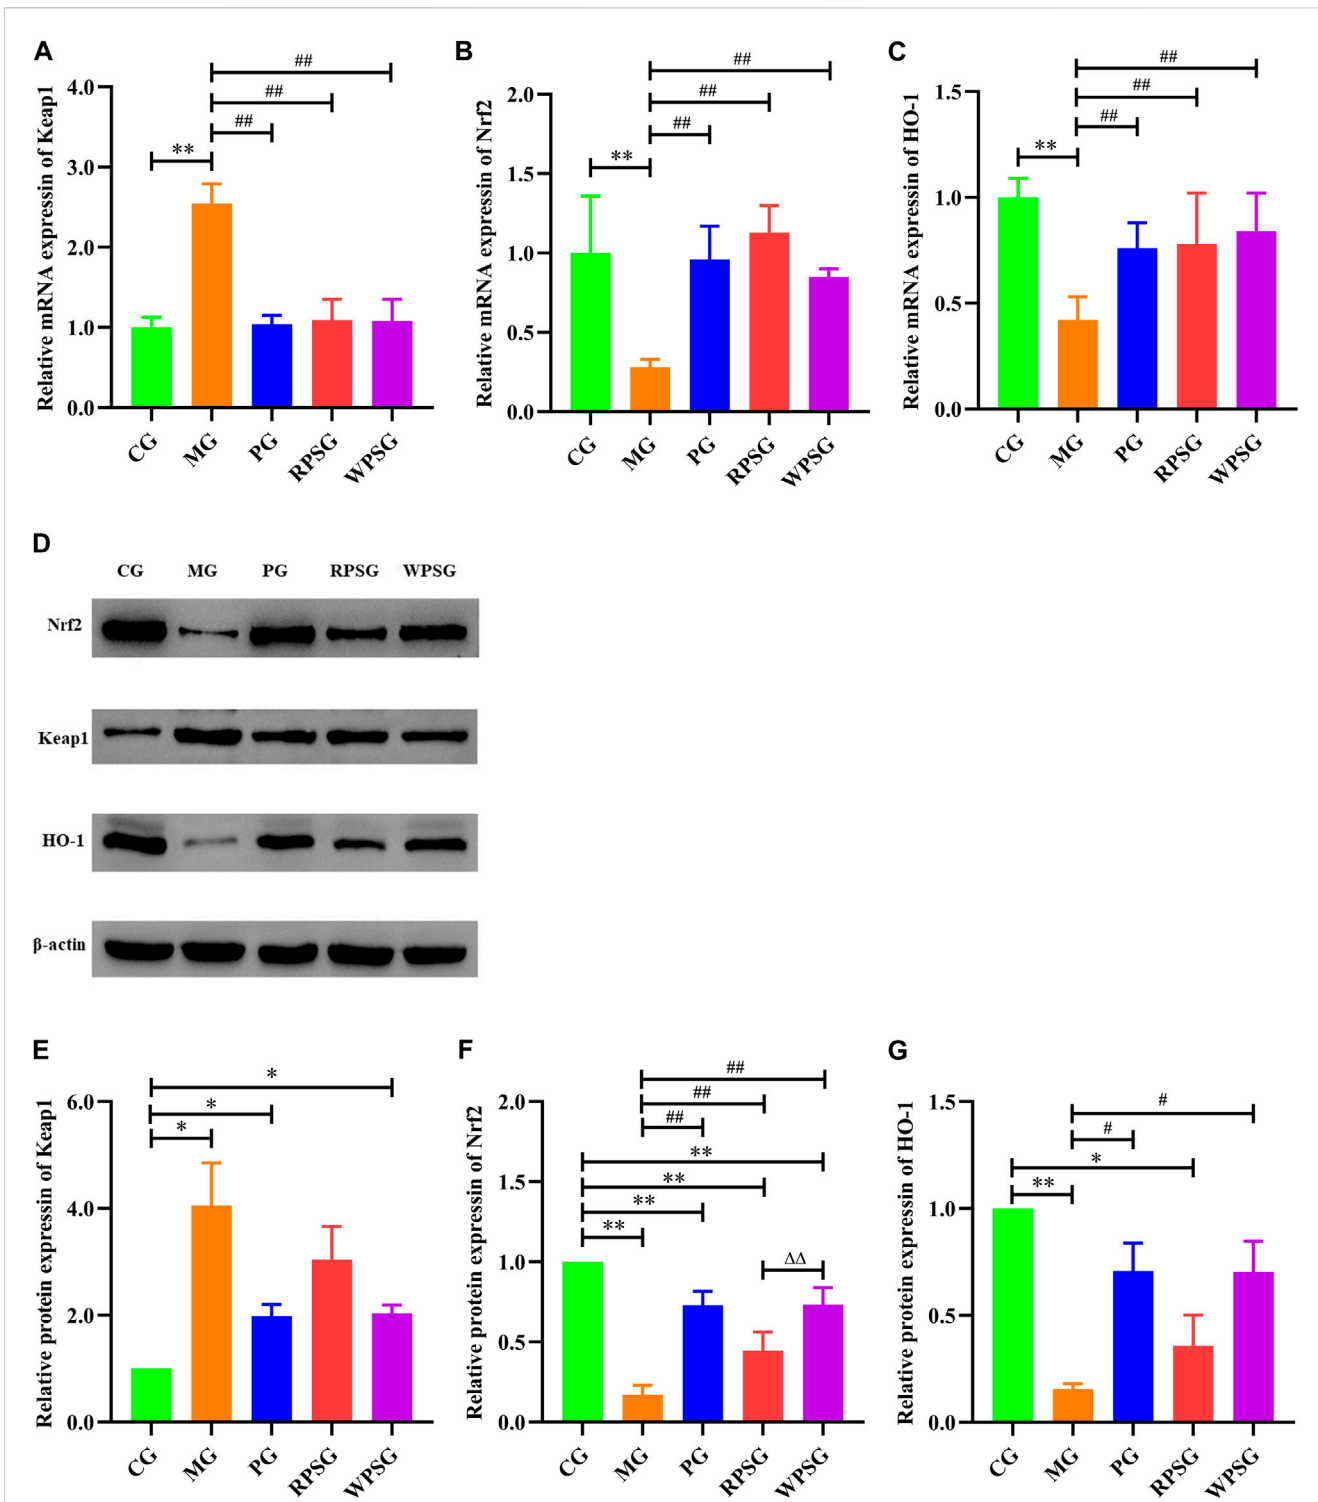 A
Relative mRNA expressin of Keap1
4.0
3.0
2.0
1.0
0.0
**
##
##
##
CG
MG
PG
RPSG
WPSG
B
Relative mRNA expressin of Nrf2
2.0
1.5
1.0
0.5
0.0
**
##
##
##
CG
MG
PG
RPSG
WPSG
C
Relative mRNA expressin of HO-1
1.5
1.0
0.5
0.0
**
##
##
##
CG
MG
PG
RPSG
WPSG
D
CG MG PG RPSG WPSG
Nrf2
Keap1
HO-1
β-actin
E
Relative protein expressin of Keap1
6.0
4.0
2.0
0.0
*
*
*
CG
MG
PG
RPSG
WPSG
F
Relative protein expressin of Nrf2
2.0
1.5
1.0
0.5
0.0
##
##
##
**
**
**
**
ΔΔ
CG
MG
PG
RPSG
WPSG
G
Relative protein expressin of HO-1
1.5
1.0
0.5
0.0
#
#
*
**
CG
MG
PG
RPSG
WPSG